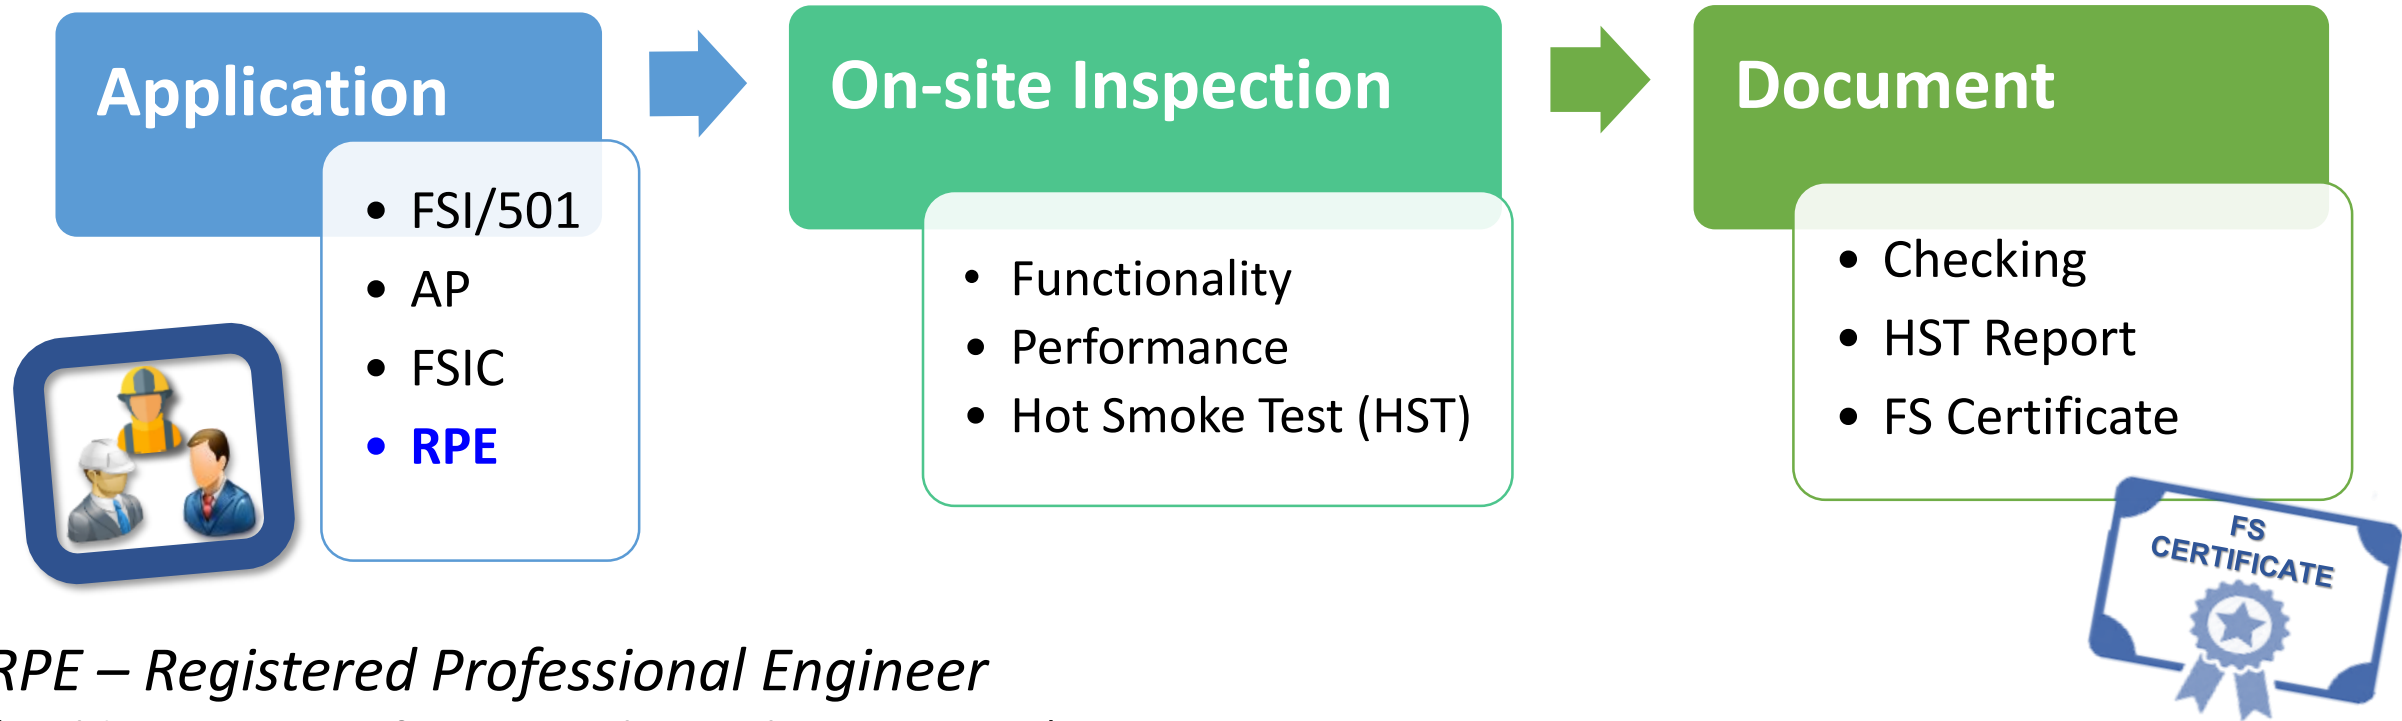 Application
• FSI/501
• AP
• FSIC
• RPE
On-site Inspection
• Functionality
• Performance
• Hot Smoke Test (HST)
Document
• Checking
• HST Report
• FS Certificate
FS
CERTIFICATE
RPE – Registered Professional Engineer